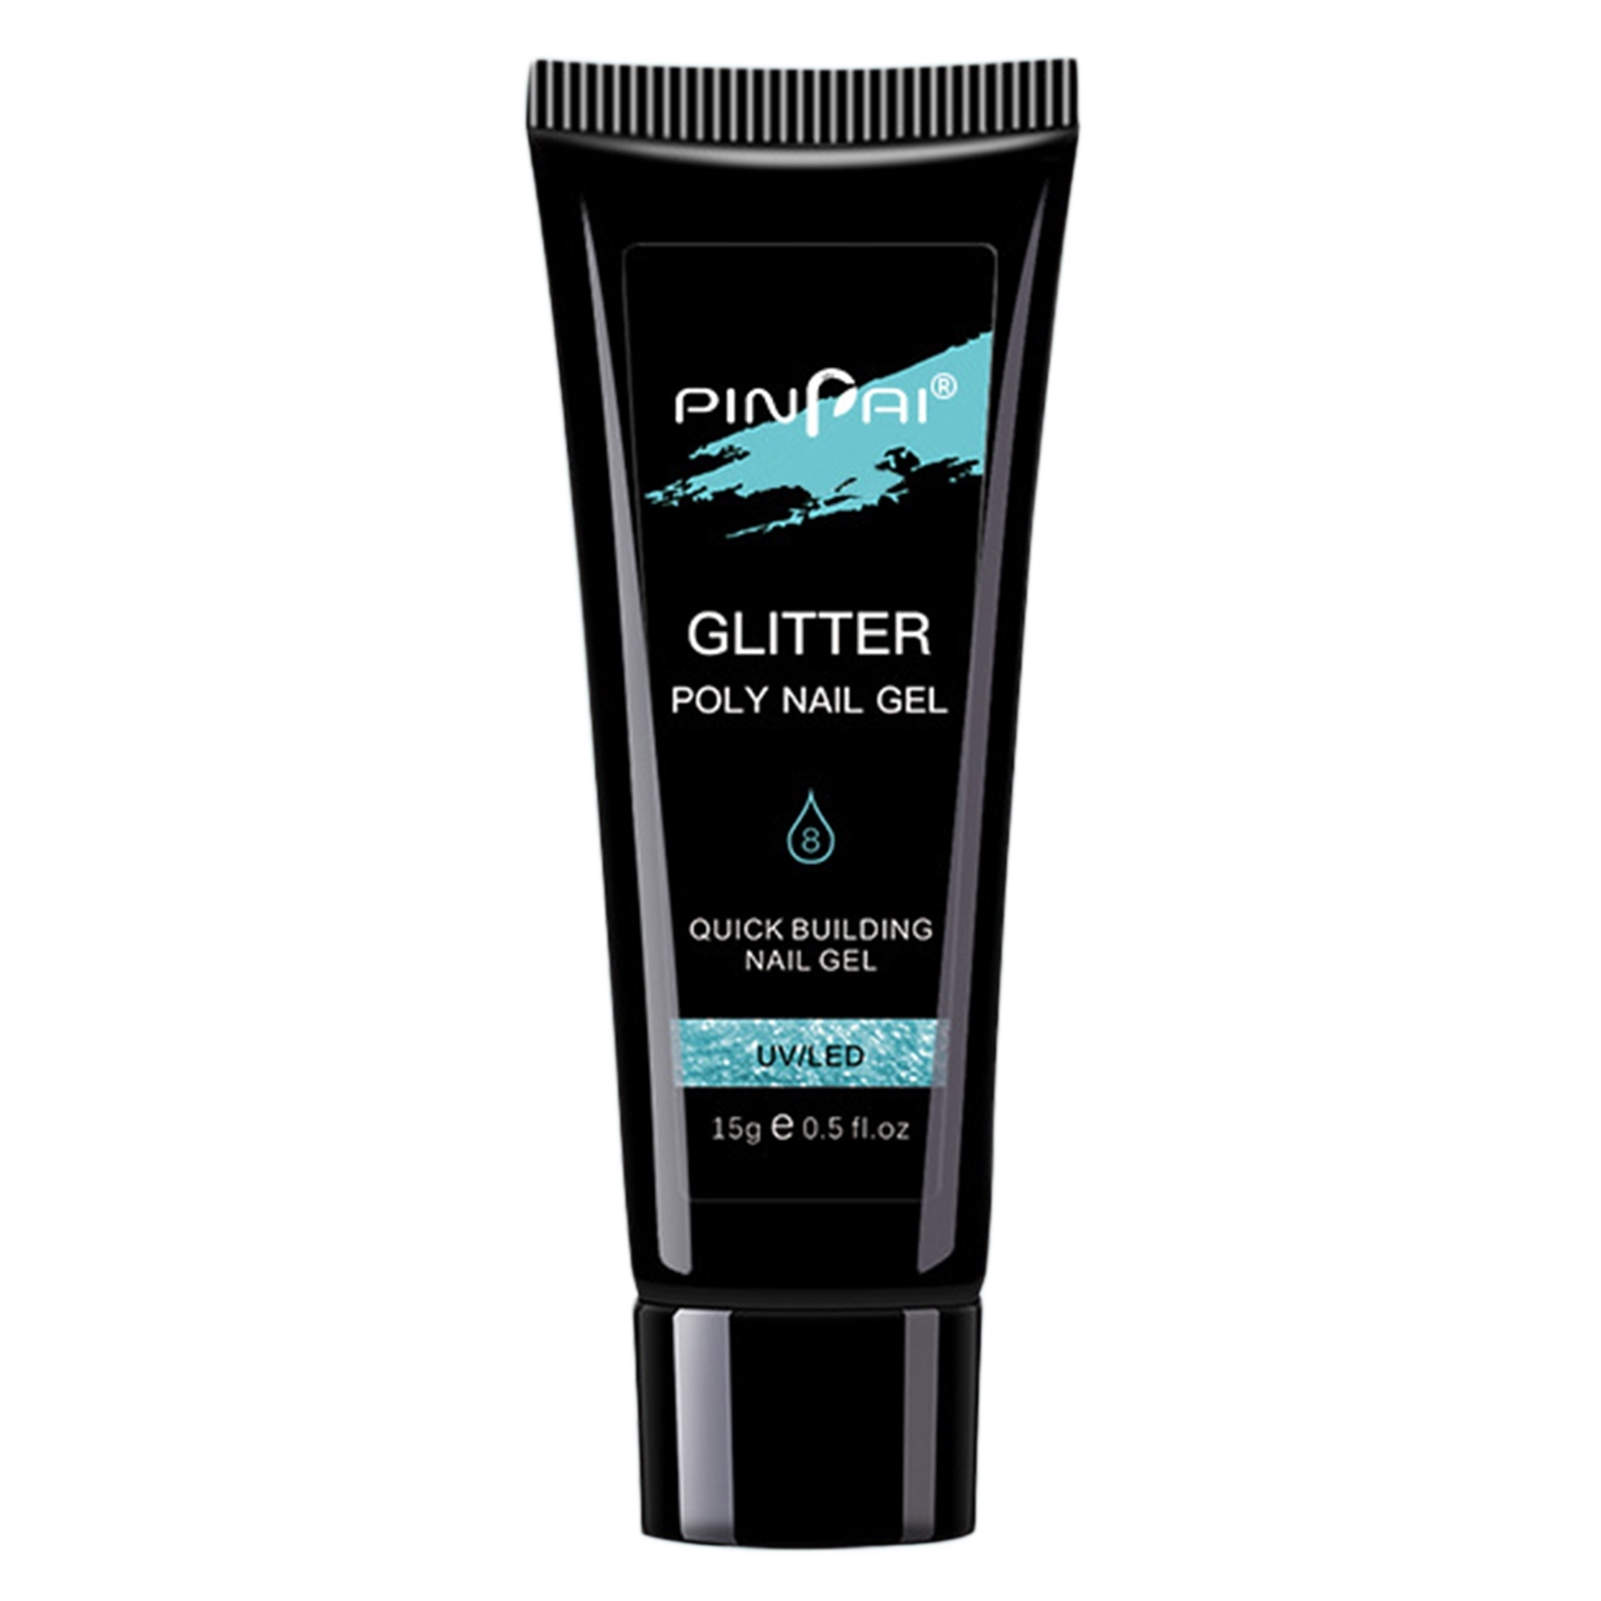 PINPAI®
GLITTER
POLY NAIL GEL
8
QUICK BUILDING
NAIL GEL
UV/LED
15g e 0.5 fl.oz